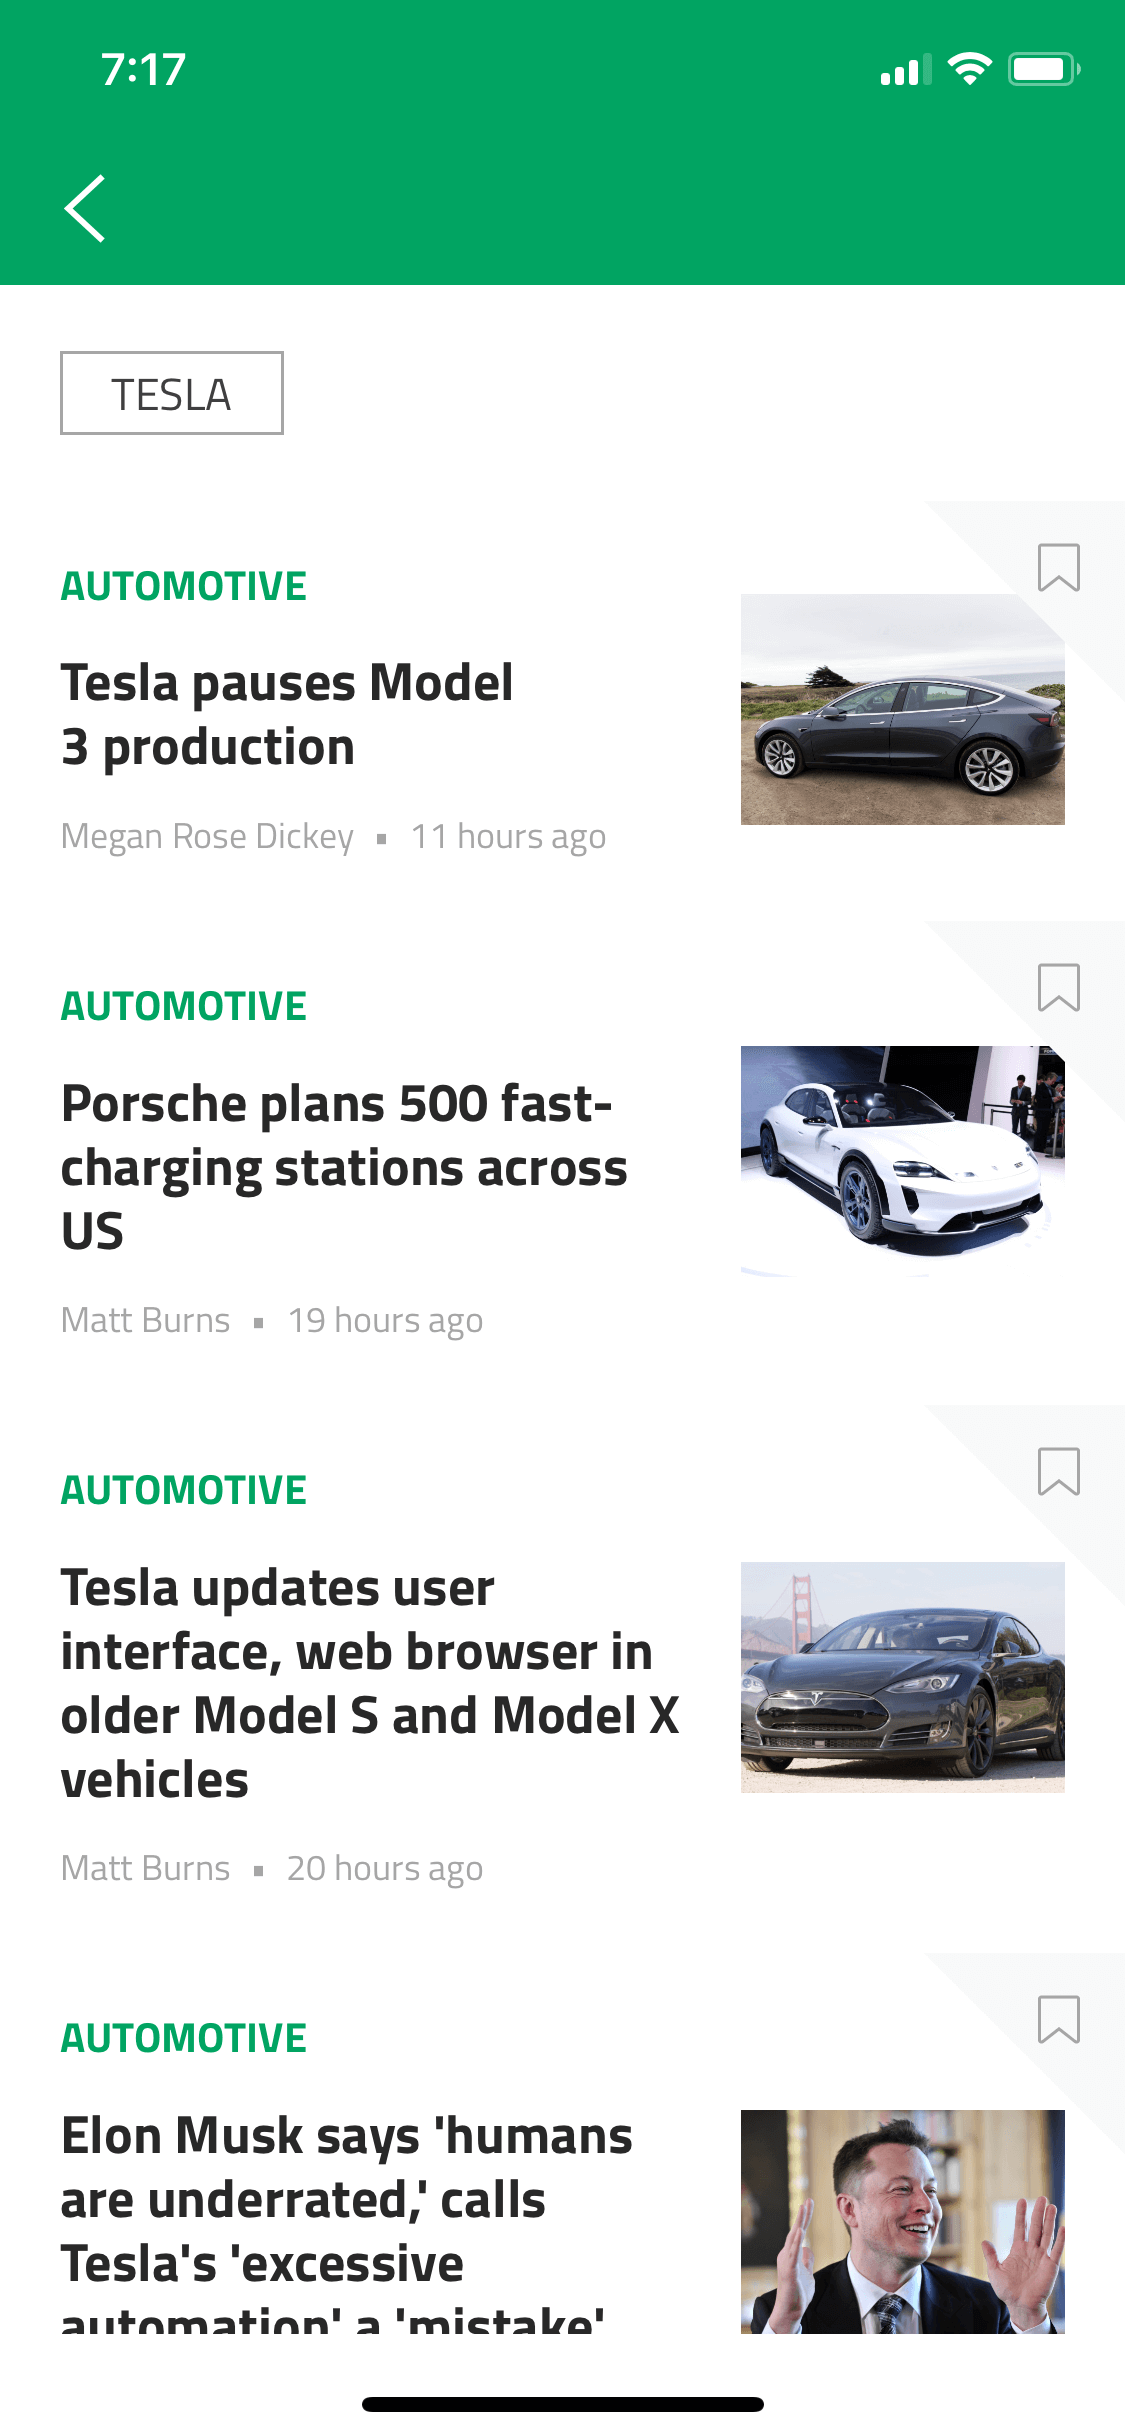 7:17
TESLA
AUTOMOTIVE
Tesla pauses Model
3 production
Megan Rose Dickey ▪ 11 hours ago
AUTOMOTIVE
Porsche plans 500 fast-
charging stations across
US
Matt Burns ▪ 19 hours ago
AUTOMOTIVE
Tesla updates user
interface, web browser in
older Model S and Model X
vehicles
Matt Burns ▪ 20 hours ago
AUTOMOTIVE
Elon Musk says 'humans
are underrated,' calls
Tesla's 'excessive
automation' a 'mistake'